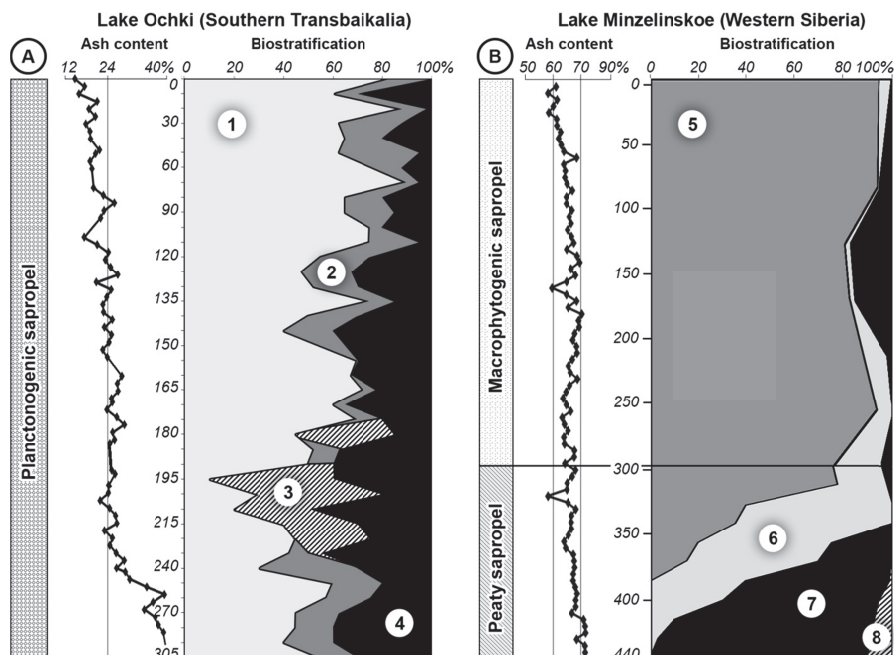 Lake Ochki (Southern Transbaikalia)
A
Ash content
Biostratification
12 24 40%
0 20 40 60 80 100%
0
30
60
90
120
135
150
165
180
195
215
240
270
305
Planctonogenic sapropel
1
2
3
4
Lake Minzelinskoe (Western Siberia)
B
Ash content
Biostratification
50 60 70 90%
0 20 40 60 80 100%
0
50
100
150
200
250
300
350
400
440
Macrophytogenic sapropel
Peaty sapropel
5
6
7
8